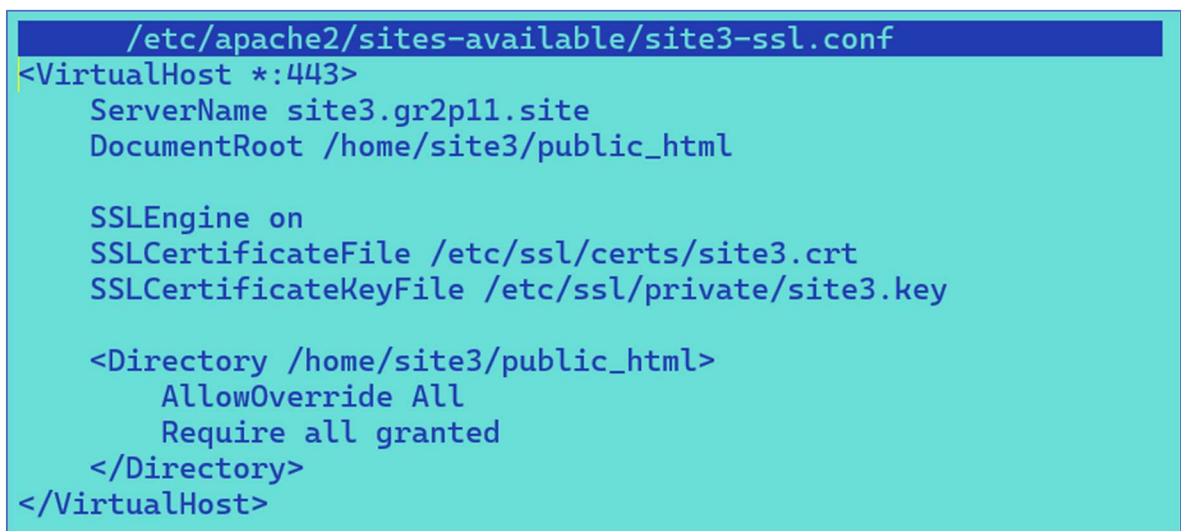 /etc/apache2/sites-available/site3-ssl.conf
<VirtualHost *:443>
    ServerName site3.gr2p11.site
    DocumentRoot /home/site3/public_html

    SSLEngine on
    SSLCertificateFile /etc/ssl/certs/site3.crt
    SSLCertificateKeyFile /etc/ssl/private/site3.key

    <Directory /home/site3/public_html>
        AllowOverride All
        Require all granted
    </Directory>
</VirtualHost>